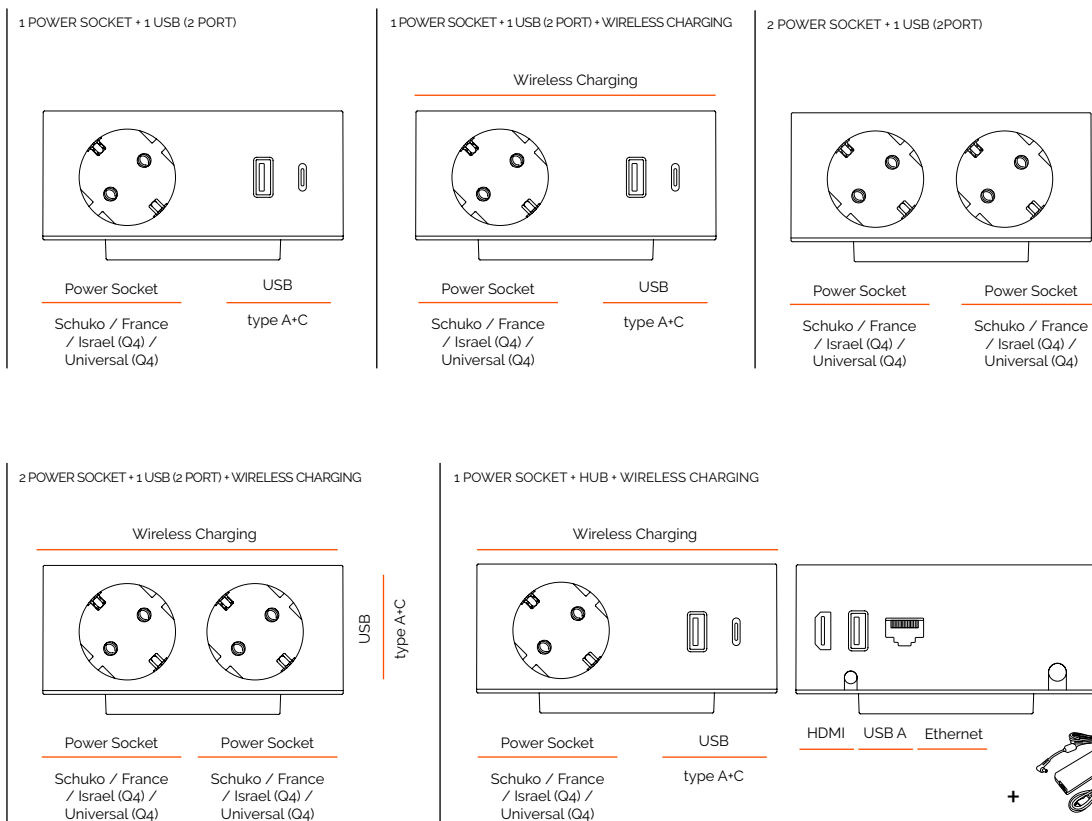 1 POWER SOCKET + 1 USB (2 PORT)
Power Socket
Schuko / France
/ Israel (Q4) /
Universal (Q4)
USB
type A+C
1 POWER SOCKET + 1 USB (2 PORT) + WIRELESS CHARGING
Wireless Charging
Power Socket
Schuko / France
/ Israel (Q4) /
Universal (Q4)
USB
type A+C
2 POWER SOCKET + 1 USB (2PORT)
Power Socket
Schuko / France
/ Israel (Q4) /
Universal (Q4)
Power Socket
Schuko / France
/ Israel (Q4) /
Universal (Q4)
2 POWER SOCKET + 1 USB (2 PORT) + WIRELESS CHARGING
Wireless Charging
USB
type A+C
Power Socket
Schuko / France
/ Israel (Q4) /
Universal (Q4)
Power Socket
Schuko / France
/ Israel (Q4) /
Universal (Q4)
1 POWER SOCKET + HUB + WIRELESS CHARGING
Wireless Charging
Power Socket
Schuko / France
/ Israel (Q4) /
Universal (Q4)
USB
type A+C
HDMI
USB A
Ethernet
+